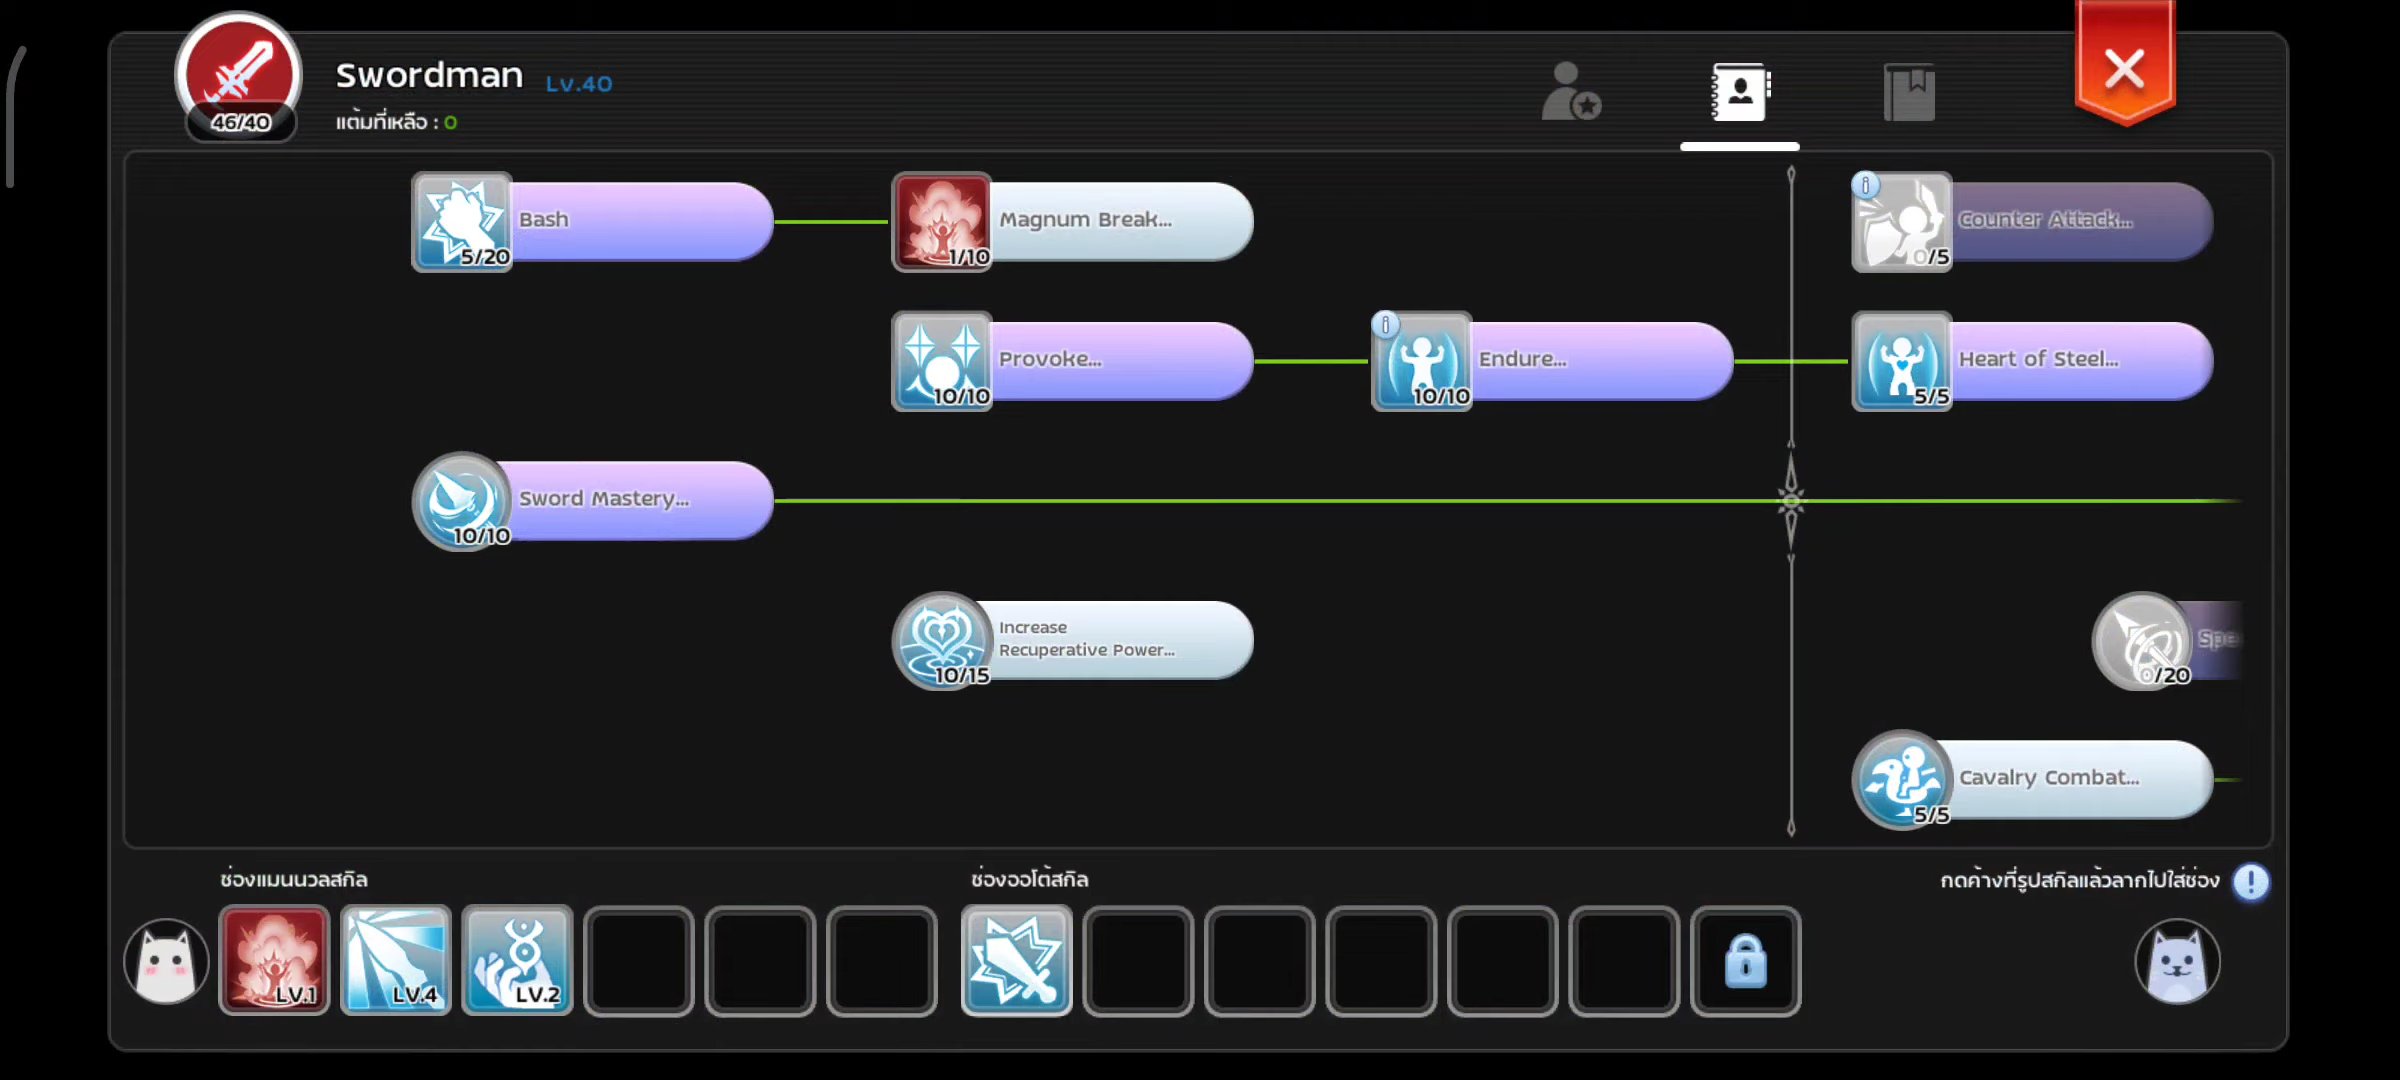 Swordman Lv.40
46/40
แต้มที่เหลือ : 0
Bash
5/20
Magnum Break...
1/10
Counter Attack...
0/5
Provoke...
10/10
Endure...
10/10
Heart of Steel...
5/5
Sword Mastery...
10/10
Increase
Recuperative Power...
10/15
Spe
0/20
Cavalry Combat...
5/5
ช่องแมนนวลสกิล
ช่องออโต้สกิล
กดค้างที่รูปสกิลแล้วลากไปใส่ช่อง
LV.1
LV.4
LV.2